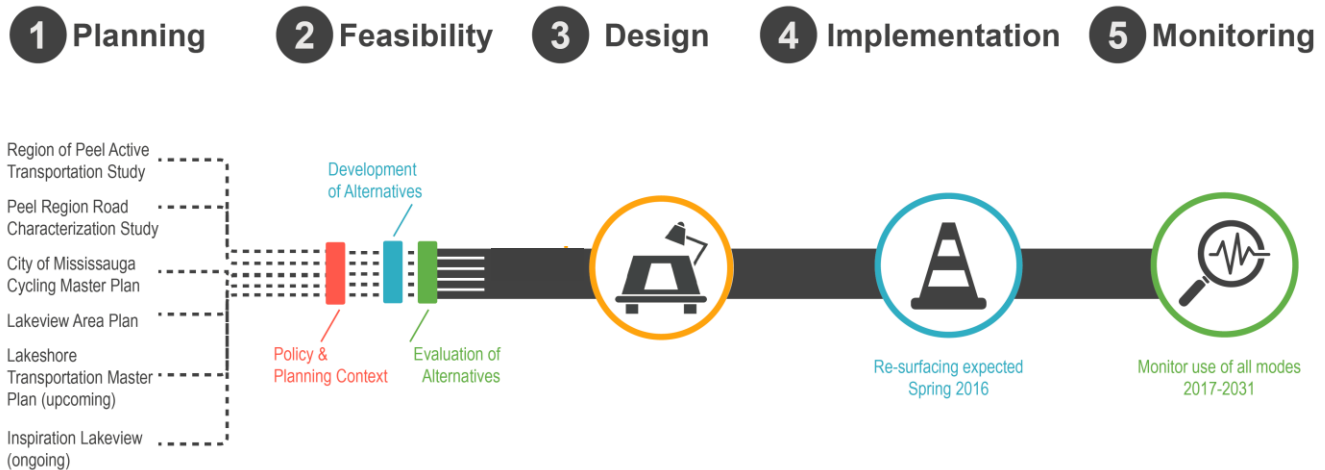 1 Planning
2 Feasibility
3 Design
4 Implementation
5 Monitoring
Region of Peel Active
Transportation Study
Peel Region Road
Characterization Study
City of Mississauga
Cycling Master Plan
Lakeview Area Plan
Lakeshore
Transportation Master
Plan (upcoming)
Inspiration Lakeview
(ongoing)
Development
of Alternatives
Policy &
Planning Context
Evaluation of
Alternatives
Re-surfacing expected
Spring 2016
Monitor use of all modes
2017-2031